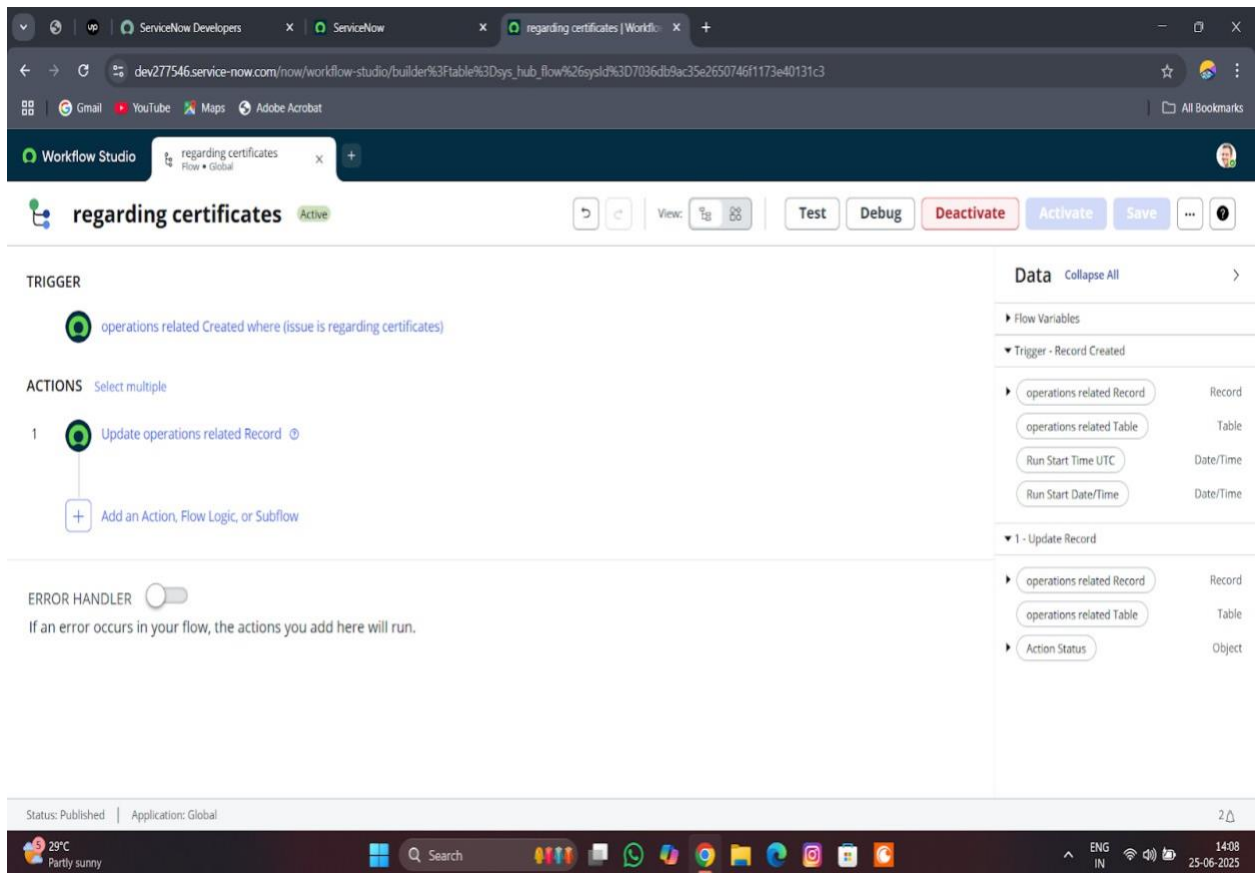 up
ServiceNow Developers
ServiceNow
regarding certificates | Workflo
dev277546.service-now.com/now/workflow-studio/builder%3Ftable%3Dsys_hub_flow%26sysId%3D7036db9ac35e2650746f1173e40131c3
Gmail YouTube Maps Adobe Acrobat All Bookmarks
Workflow Studio
regarding certificates
Flow • Global
regarding certificates Active View: Test Debug Deactivate Activate Save ... ?
TRIGGER
operations related Created where (issue is regarding certificates)
ACTIONS Select multiple
1 Update operations related Record
Add an Action, Flow Logic, or Subflow
ERROR HANDLER
If an error occurs in your flow, the actions you add here will run.
Data Collapse All
Flow Variables
Trigger - Record Created
operations related Record Record
operations related Table Table
Run Start Time UTC Date/Time
Run Start Date/Time Date/Time
1 - Update Record
operations related Record Record
operations related Table Table
Action Status Object
Status: Published | Application: Global 2
5
29°C
Partly sunny
Search
ENG
IN
14:08
25-06-2025